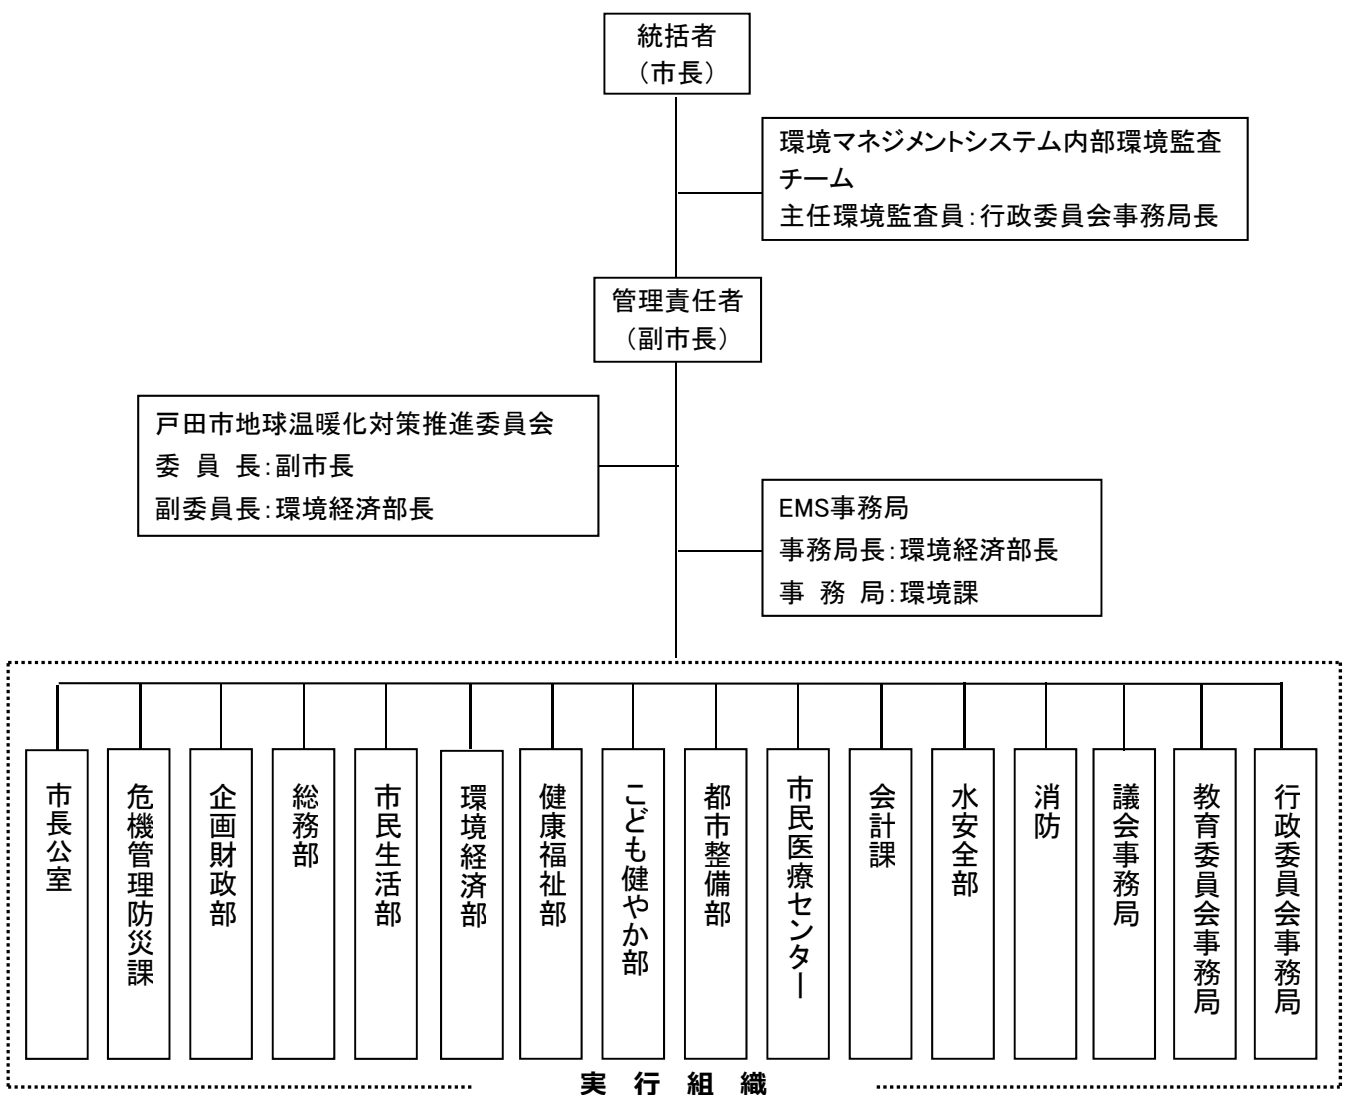 統括者
（市長）
環境マネジメントシステム内部環境監査
チーム
主任環境監査員：行政委員会事務局長
管理責任者
（副市長）
戸田市地球温暖化対策推進委員会
委 員 長：副市長
副委員長：環境経済部長
EMS事務局
事務局長：環境経済部長
事 務 局：環境課
市長公室
危機管理防災課
企画財政部
総務部
市民生活部
環境経済部
健康福祉部
こども健やか部
都市整備部
市民医療センター
会計課
水安全部
消防
議会事務局
教育委員会事務局
行政委員会事務局
実 行 組 織